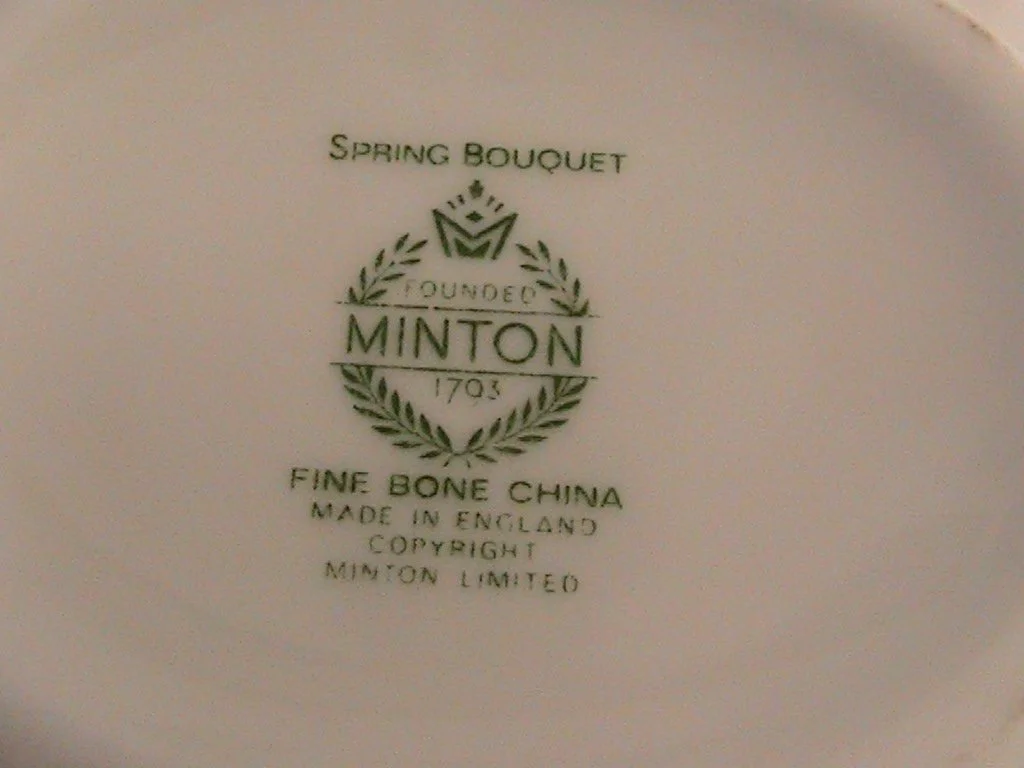 SPRING BOUQUET
FOUNDED
MINTON
1793
FINE BONE CHINA
MADE IN ENGLAND
COPYRIGHT
MINTON LIMITED